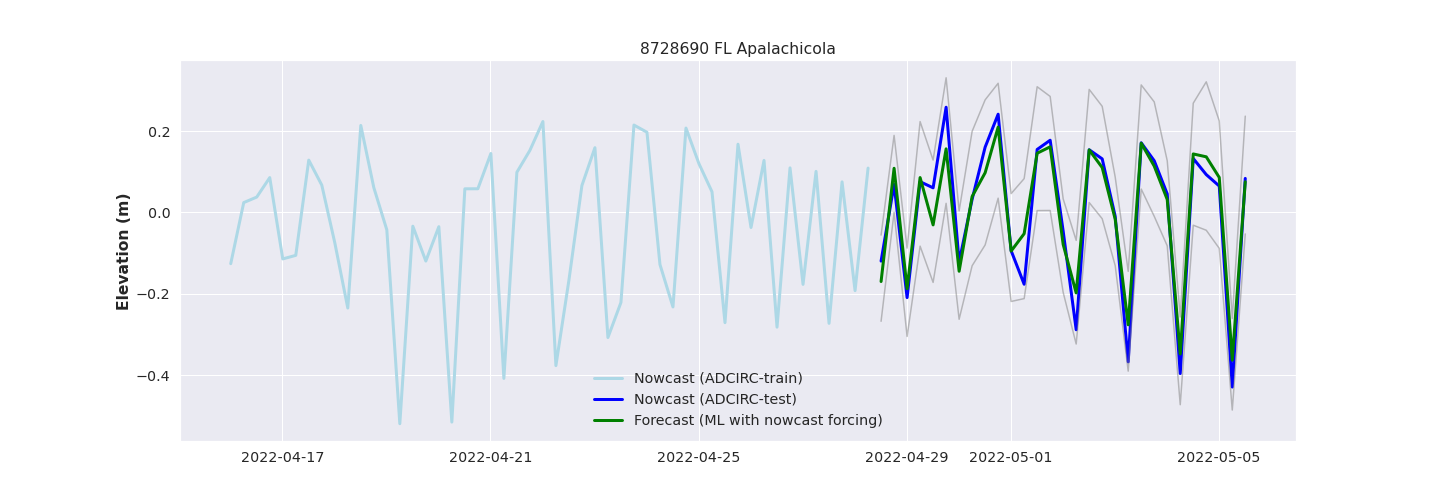 8728690 FL Apalachicola
Elevation (m)
0.2
0.0
−0.2
−0.4
Nowcast (ADCIRC-train)
Nowcast (ADCIRC-test)
Forecast (ML with nowcast forcing)
2022-04-17 2022-04-21 2022-04-25 2022-04-29 2022-05-01 2022-05-05